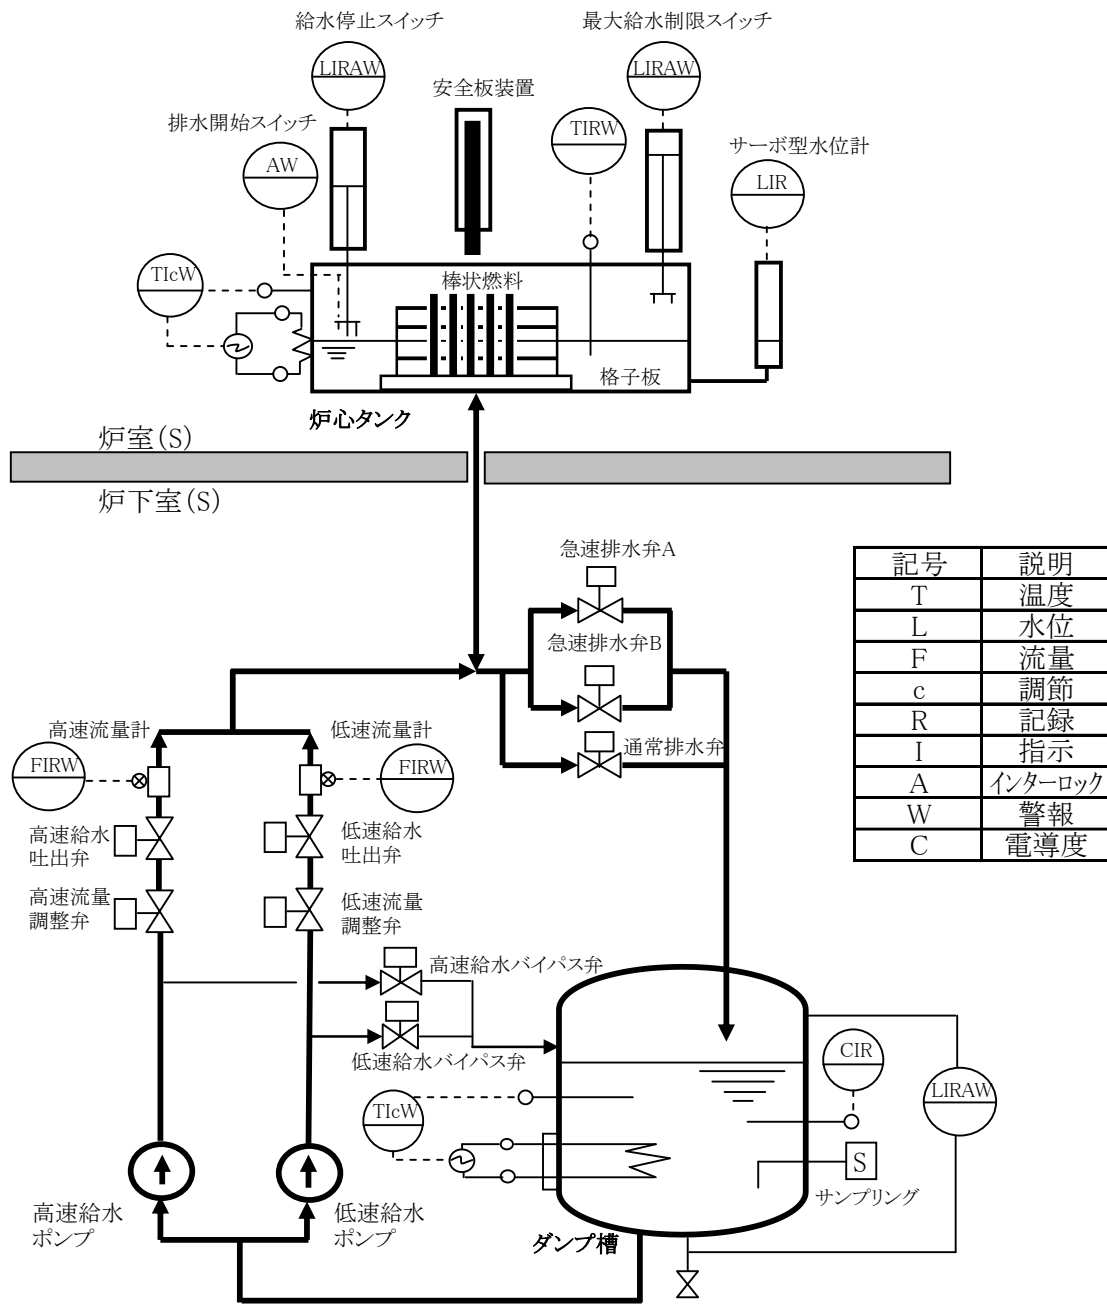 給水停止スイッチ
最大給水制限スイッチ
LIRAW
LIRAW
安全板装置
排水開始スイッチ
TIRW
サーボ型水位計
AW
LIR
TIcW
棒状燃料
格子板
炉心タンク
炉室(S)
炉下室(S)
急速排水弁A
急速排水弁B
通常排水弁
記号 説明
T 温度
L 水位
F 流量
c 調節
R 記録
I 指示
A インターロック
W 警報
C 電導度
高速流量計
低速流量計
FIRW
FIRW
高速給水
吐出弁
低速給水
吐出弁
高速流量
調整弁
低速流量
調整弁
高速給水バイパス弁
低速給水バイパス弁
CIR
LIRAW
TIcW
S
サンプリング
高速給水
ポンプ
低速給水
ポンプ
ダンプ槽